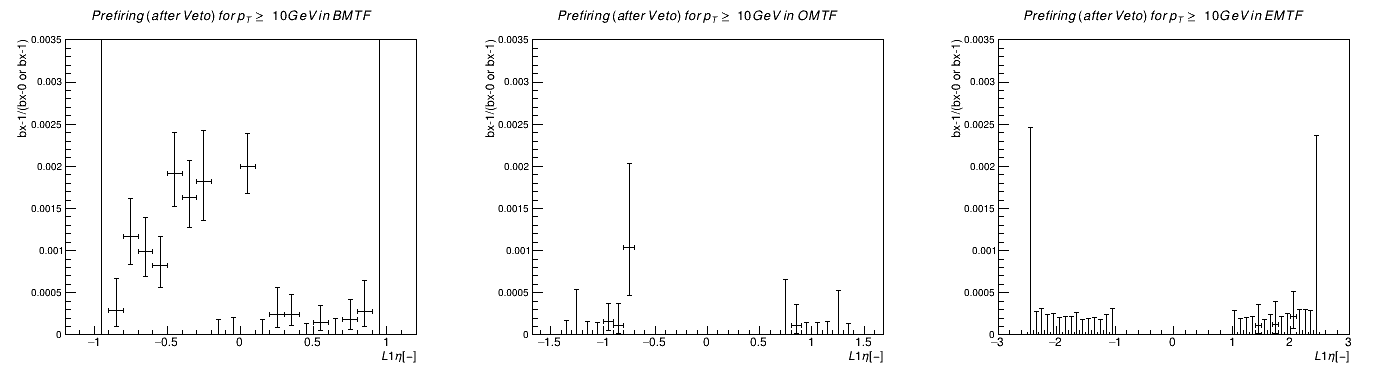 Prefiring (after Veto) for p_T ≥ 10GeV in BMTF
bx-1/(bx-0 or bx-1)
0.0035
0.003
0.0025
0.002
0.0015
0.001
0.0005
0
−1 −0.5 0 0.5 1
L1η[−]
Prefiring (after Veto) for p_T ≥ 10GeV in OMTF
bx-1/(bx-0 or bx-1)
0.0035
0.003
0.0025
0.002
0.0015
0.001
0.0005
0
−1.5 −1 −0.5 0 0.5 1 1.5
L1η[−]
Prefiring (after Veto) for p_T ≥ 10GeV in EMTF
bx-1/(bx-0 or bx-1)
0.0035
0.003
0.0025
0.002
0.0015
0.001
0.0005
0
−3 −2 −1 0 1 2 3
L1η[−]